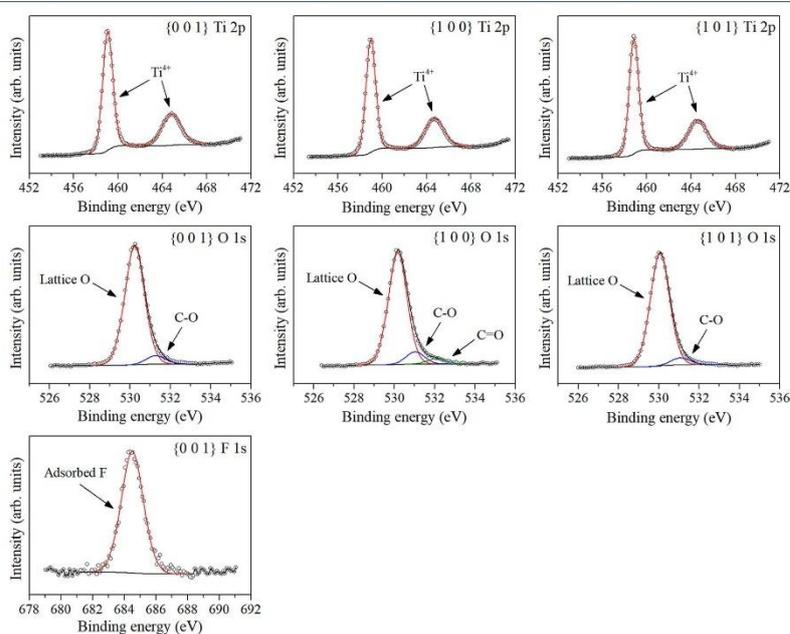 {0 0 1} Ti 2p
Intensity (arb. units)
Ti4+
452 456 460 464 468 472
Binding energy (eV)
{1 0 0} Ti 2p
Intensity (arb. units)
Ti4+
452 456 460 464 468 472
Binding energy (eV)
{1 0 1} Ti 2p
Intensity (arb. units)
Ti4+
452 456 460 464 468 472
Binding energy (eV)
{0 0 1} O 1s
Intensity (arb. units)
Lattice O
C-O
526 528 530 532 534 536
Binding energy (eV)
{1 0 0} O 1s
Intensity (arb. units)
Lattice O
C-O
C=O
526 528 530 532 534 536
Binding energy (eV)
{1 0 1} O 1s
Intensity (arb. units)
Lattice O
C-O
526 528 530 532 534 536
Binding energy (eV)
{0 0 1} F 1s
Intensity (arb. units)
Adsorbed F
678 680 682 684 686 688 690 692
Binding energy (eV)